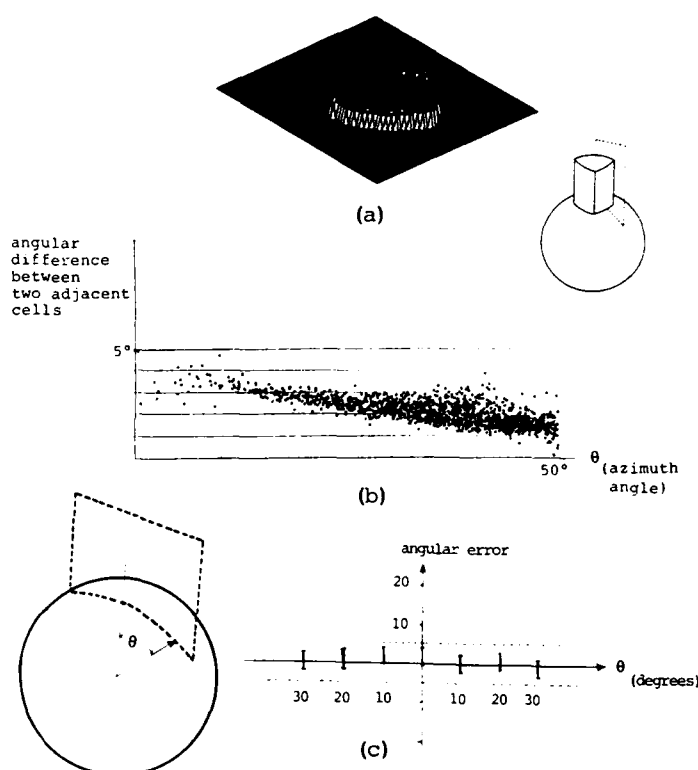 (a)
angular
difference
between
two adjacent
cells
5°
50°
θ
(azimuth
angle)
(b)
angular error
20
10
θ
θ
(degrees)
30 20 10 10 20 30
(c)